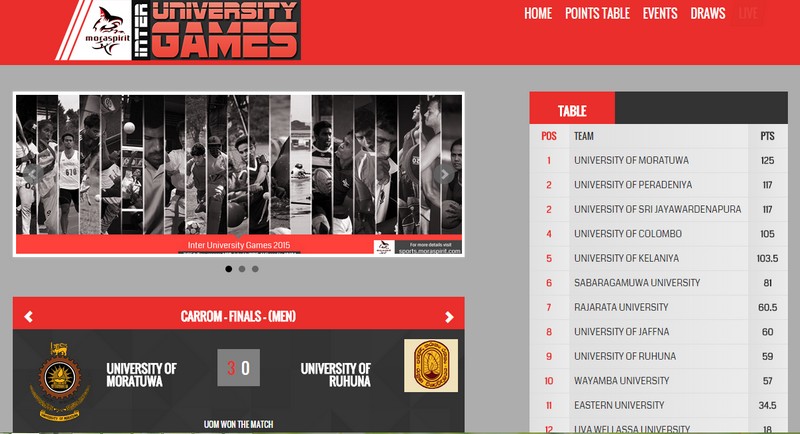 moraspirit
INTER
UNIVERSITY
GAMES
HOME POINTS TABLE EVENTS DRAWS LIVE
610
Inter University Games 2015
For more details visit
sports.moraspirit.com
CARROM - FINALS - (MEN)
UNIVERSITY OF
MORATUWA
3 0
UNIVERSITY OF
RUHUNA
UOM WON THE MATCH
TABLE
POS TEAM PTS
1 UNIVERSITY OF MORATUWA 125
2 UNIVERSITY OF PERADENIYA 117
2 UNIVERSITY OF SRI JAYAWARDENAPURA 117
4 UNIVERSITY OF COLOMBO 105
5 UNIVERSITY OF KELANIYA 103.5
6 SABARAGAMUWA UNIVERSITY 81
7 RAJARATA UNIVERSITY 60.5
8 UNIVERSITY OF JAFFNA 60
9 UNIVERSITY OF RUHUNA 59
10 WAYAMBA UNIVERSITY 57
11 EASTERN UNIVERSITY 34.5
12 UVA WELLASSA UNIVERSITY 18